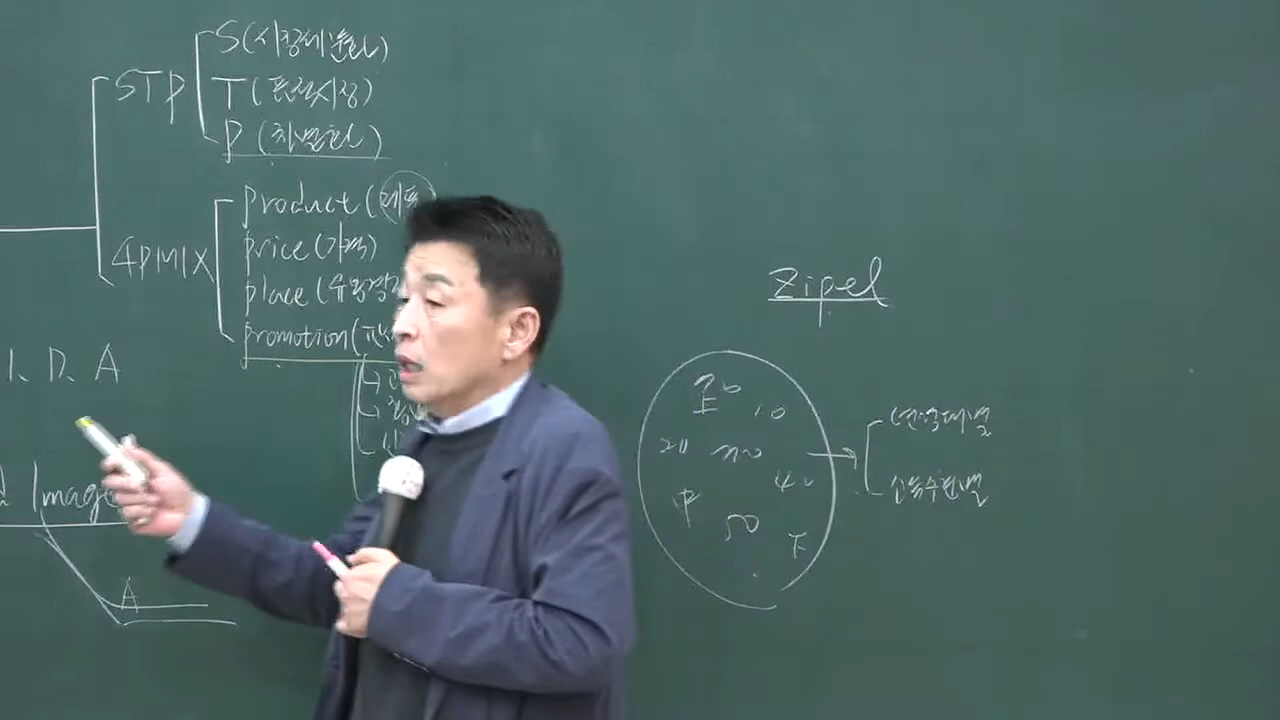 STP
S(시장세분화)
T(표적시장)
P(차별화)
4PMIX
product(제품
price(가격)
place(유통경로
promotion(판
I. D. A
Image
A
Zipel
10
20
30
40
中
50
下
연령대별
소득수준별